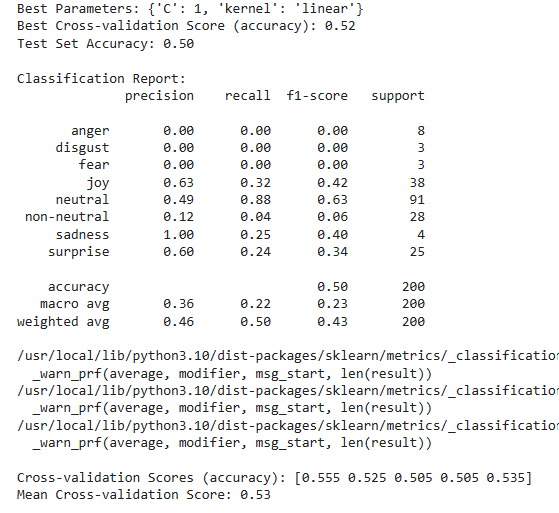 Best Parameters: {'C': 1, 'kernel': 'linear'}
Best Cross-validation Score (accuracy): 0.52
Test Set Accuracy: 0.50
Classification Report:
precision recall f1-score support
anger 0.00 0.00 0.00 8
disgust 0.00 0.00 0.00 3
fear 0.00 0.00 0.00 3
joy 0.63 0.32 0.42 38
neutral 0.49 0.88 0.63 91
non-neutral 0.12 0.04 0.06 28
sadness 1.00 0.25 0.40 4
surprise 0.60 0.24 0.34 25
accuracy 0.50 200
macro avg 0.36 0.22 0.23 200
weighted avg 0.46 0.50 0.43 200
/usr/local/lib/python3.10/dist-packages/sklearn/metrics/_classification
_warn_prf(average, modifier, msg_start, len(result))
/usr/local/lib/python3.10/dist-packages/sklearn/metrics/_classification
_warn_prf(average, modifier, msg_start, len(result))
/usr/local/lib/python3.10/dist-packages/sklearn/metrics/_classification
_warn_prf(average, modifier, msg_start, len(result))
Cross-validation Scores (accuracy): [0.555 0.525 0.505 0.505 0.535]
Mean Cross-validation Score: 0.53